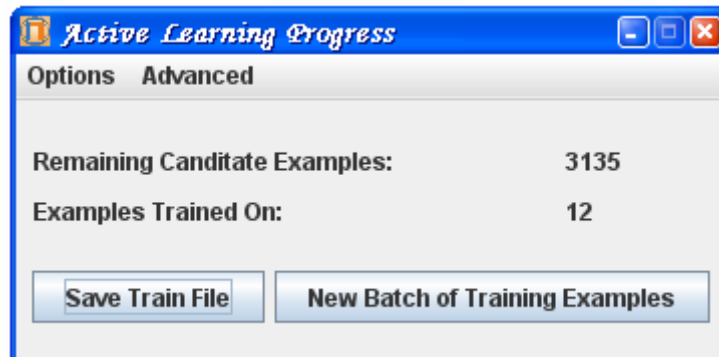 Active Learning Progress
Options Advanced
Remaining Canditate Examples: 3135
Examples Trained On: 12
Save Train File New Batch of Training Examples